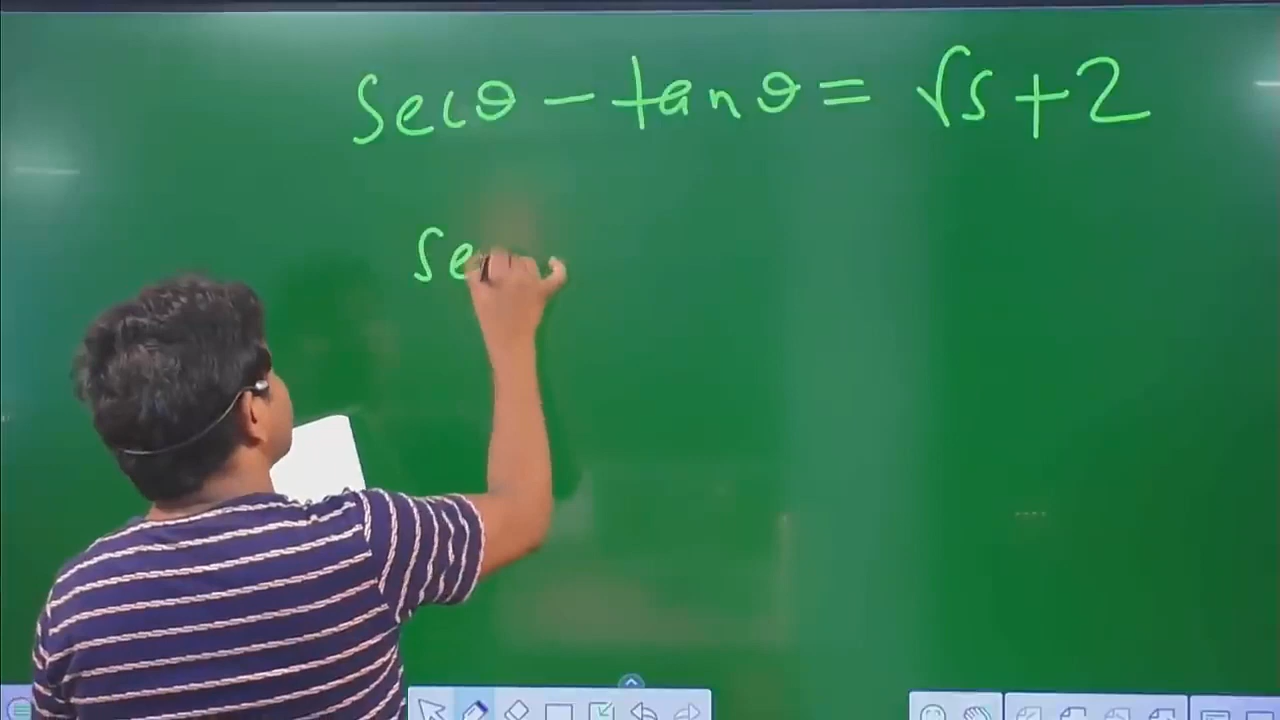 secθ - tanθ = √5 + 2
se